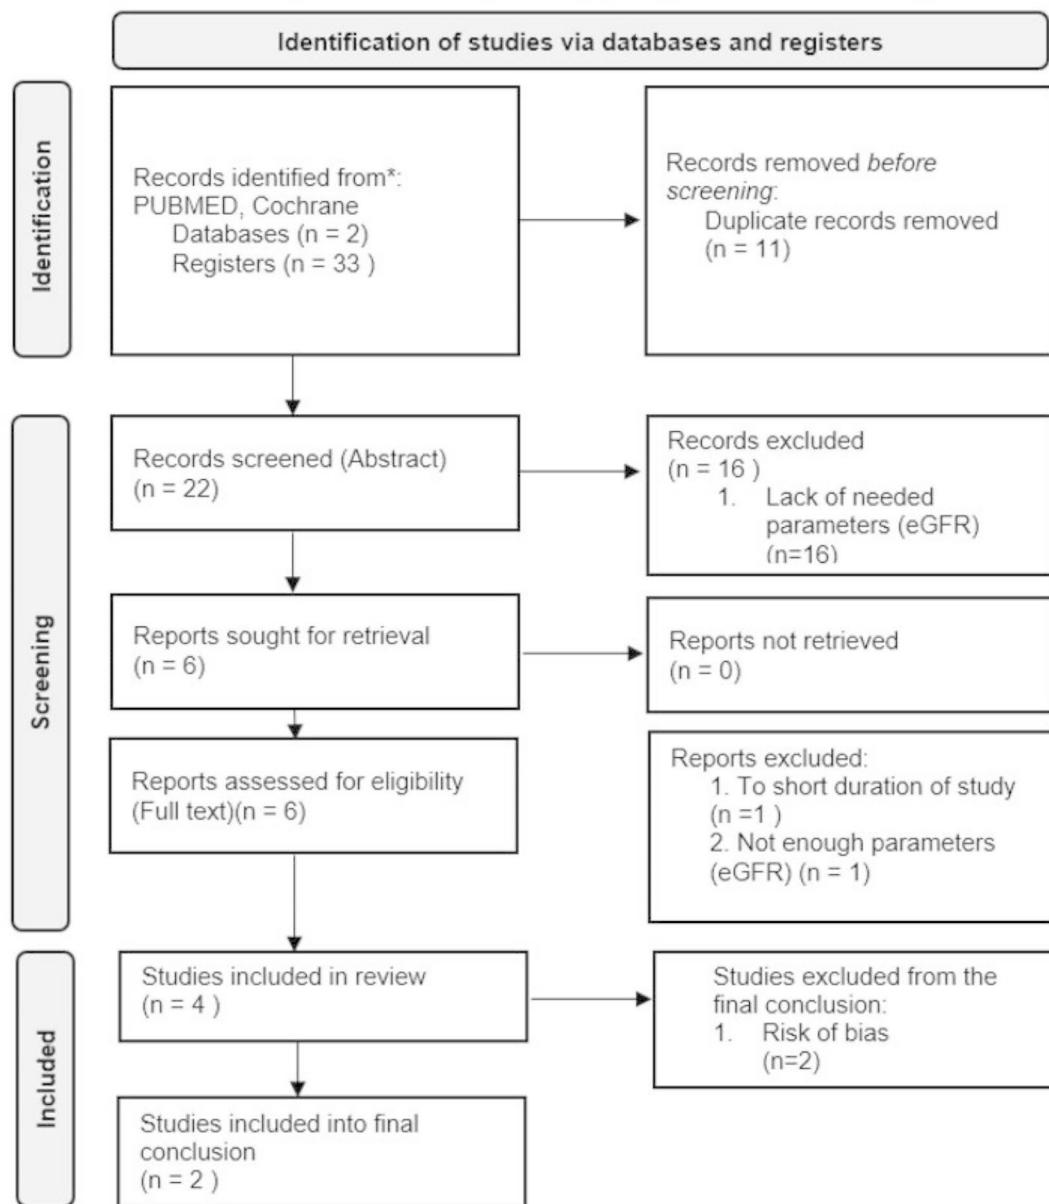 Identification of studies via databases and registers
Identification
Records identified from*:
PUBMED, Cochrane
Databases (n = 2)
Registers (n = 33 )
Records removed before
screening:
Duplicate records removed
(n = 11)
Screening
Records screened (Abstract)
(n = 22)
Records excluded
(n = 16 )
1. Lack of needed
parameters (eGFR)
(n=16)
Reports sought for retrieval
(n = 6)
Reports not retrieved
(n = 0)
Reports assessed for eligibility
(Full text)(n = 6)
Reports excluded:
1. To short duration of study
(n =1 )
2. Not enough parameters
(eGFR) (n = 1)
Included
Studies included in review
(n = 4 )
Studies excluded from the
final conclusion:
1. Risk of bias
(n=2)
Studies included into final
conclusion
(n = 2 )